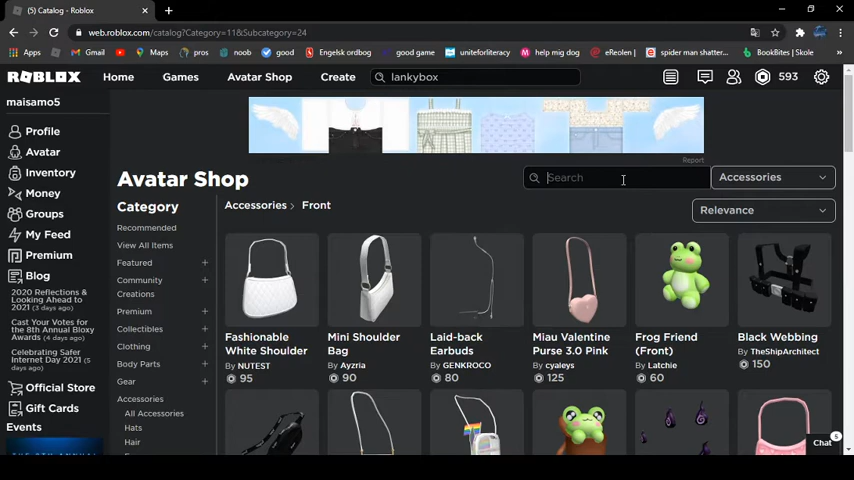 (5) Catalog - Roblox
web.roblox.com/catalog?Category=11&Subcategory=24
Apps Gmail Maps pros noob good Engelsk ordbog good game uniteforliteracy help mig dog eReolen spider man shatter... BookBites | Skole
ROBLOX Home Games Avatar Shop Create lankybox 593
maisamo5
Profile
Avatar
Inventory
Money
Groups
My Feed
Premium
Blog
2020 Reflections &
Looking Ahead to
2021 (3 days ago)
Cast Your Votes for
the 8th Annual Bloxy
Awards (4 days ago)
Celebrating Safer
Internet Day 2021 (5
days ago)
Official Store
Gift Cards
Events
Report
Avatar Shop
Search
Accessories
Category
Recommended
View All Items
Featured +
Community +
Creations
Premium +
Collectibles +
Clothing +
Body Parts +
Gear +
Accessories
All Accessories
Hats
Hair
Accessories > Front
Relevance
Fashionable
White Shoulder
By NUTEST
95
Mini Shoulder
Bag
By Ayzria
90
Laid-back
Earbuds
By GENKROCO
80
Miau Valentine
Purse 3.0 Pink
By cyaleys
125
Frog Friend
(Front)
By Latchie
60
Black Webbing
By TheShipArchitect
150
Chat 5